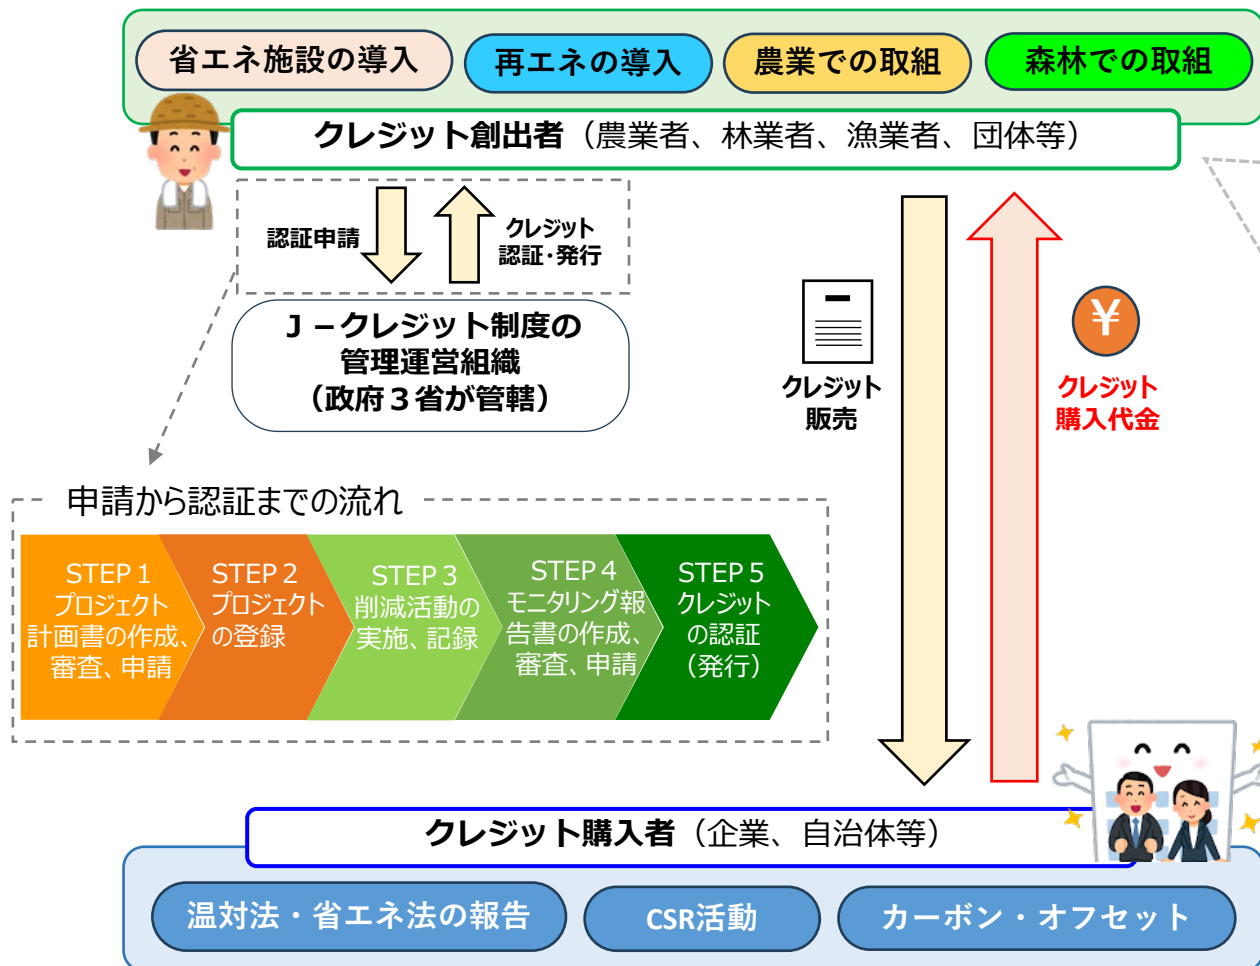 省エネ施設の導入
再エネの導入
農業での取組
森林での取組
クレジット創出者（農業者、林業者、漁業者、団体等）
認証申請
クレジット
認証・発行
Ｊ－クレジット制度の
管理運営組織
（政府３省が管轄）
クレジット
販売
¥
クレジット
購入代金
申請から認証までの流れ
STEP１
プロジェクト
計画書の作成、
審査、申請
STEP２
プロジェクト
の登録
STEP３
削減活動の
実施、記録
STEP４
モニタリング報
告書の作成、
審査、申請
STEP５
クレジット
の認証
（発行）
クレジット購入者（企業、自治体等）
温対法・省エネ法の報告
CSR活動
カーボン・オフセット